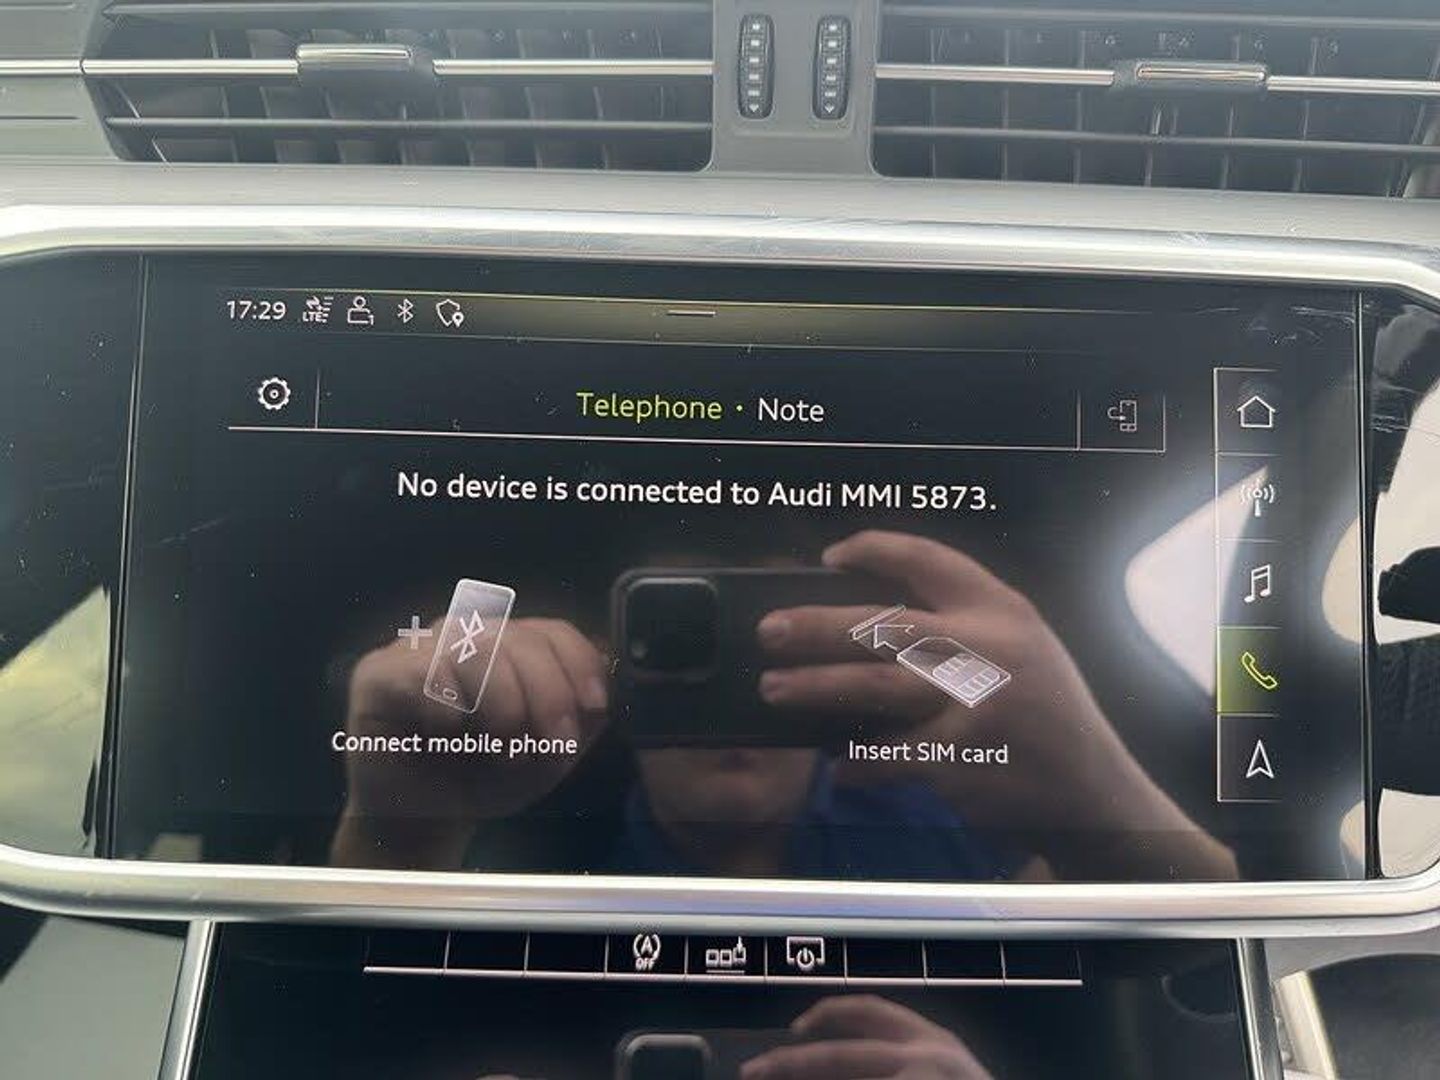 17:29 LTE 1
Telephone · Note
No device is connected to Audi MMI 5873.
Connect mobile phone
Insert SIM card
A
OFF